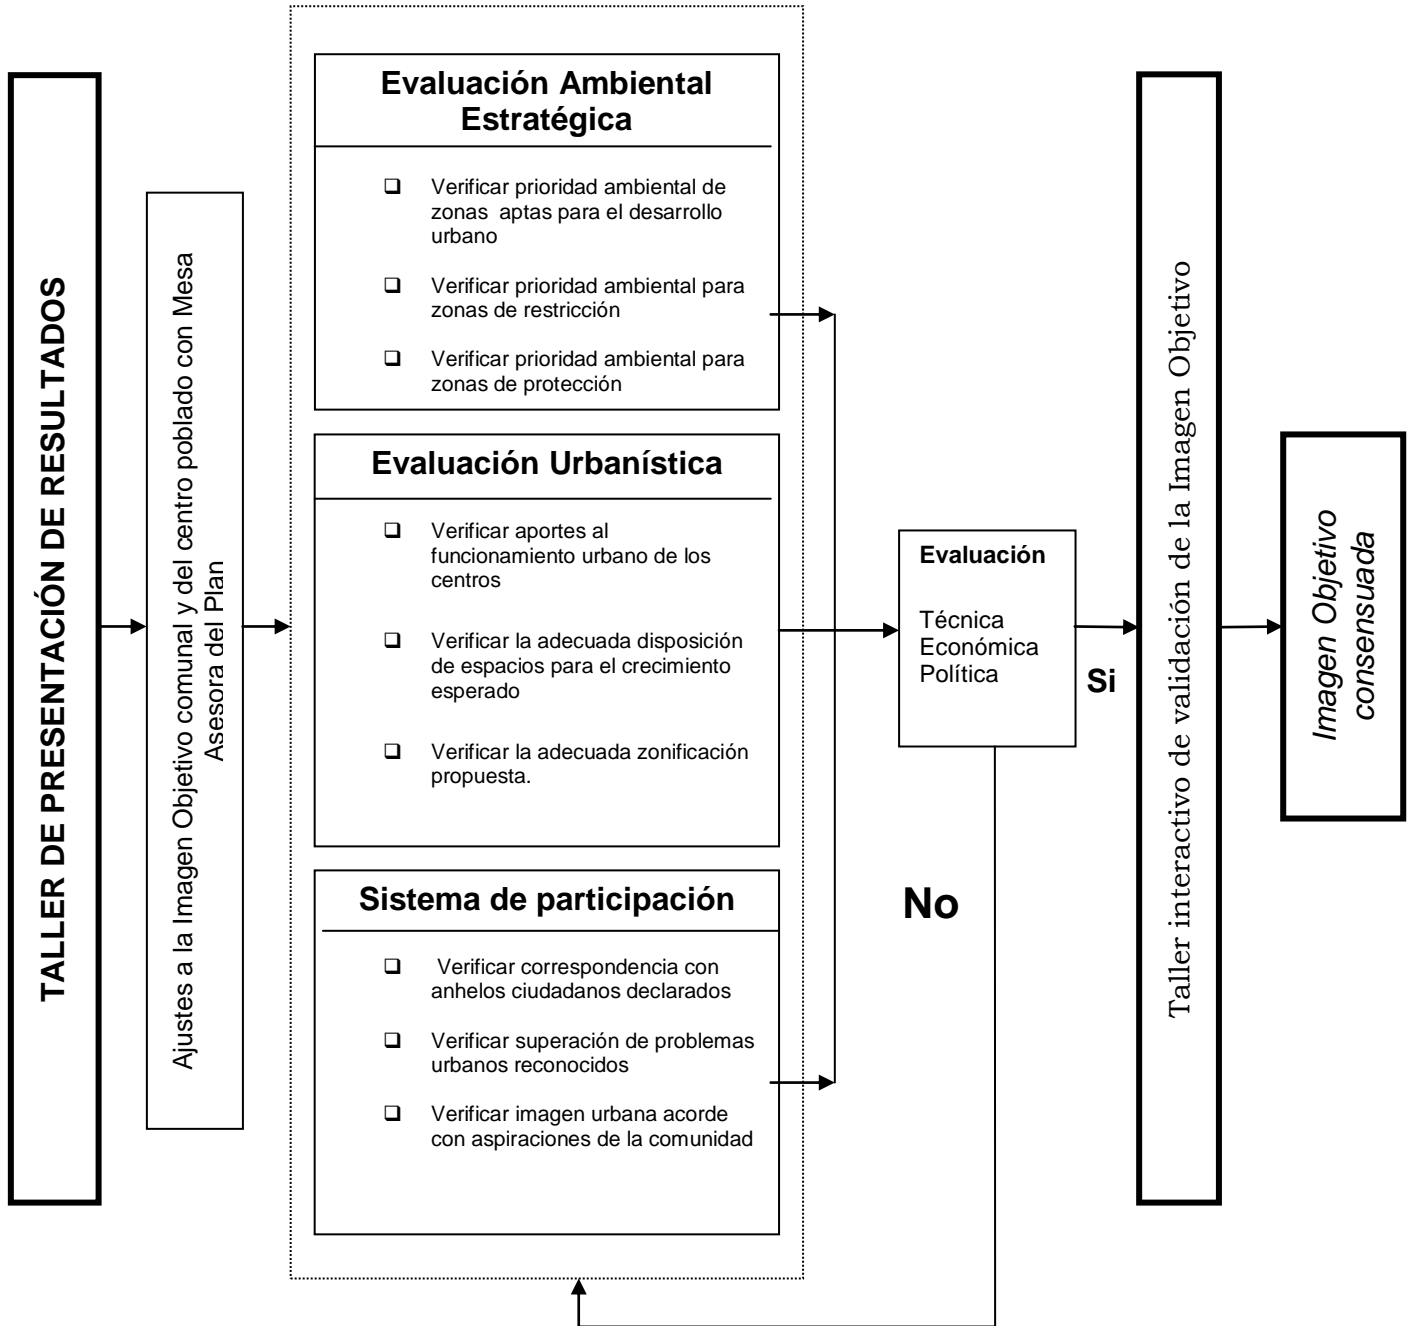 TALLER DE PRESENTACIÓN DE RESULTADOS
Ajustes a la Imagen Objetivo comunal y del centro poblado con Mesa
Asesora del Plan
Evaluación Ambiental
Estratégica
❑ Verificar prioridad ambiental de
zonas aptas para el desarrollo
urbano
❑ Verificar prioridad ambiental para
zonas de restricción
❑ Verificar prioridad ambiental para
zonas de protección
Evaluación Urbanística
❑ Verificar aportes al
funcionamiento urbano de los
centros
❑ Verificar la adecuada disposición
de espacios para el crecimiento
esperado
❑ Verificar la adecuada zonificación
propuesta.
Sistema de participación
❑ Verificar correspondencia con
anhelos ciudadanos declarados
❑ Verificar superación de problemas
urbanos reconocidos
❑ Verificar imagen urbana acorde
con aspiraciones de la comunidad
Evaluación
Técnica
Económica
Política
Si
No
Taller interactivo de validación de la Imagen Objetivo
Imagen Objetivo
consensuada